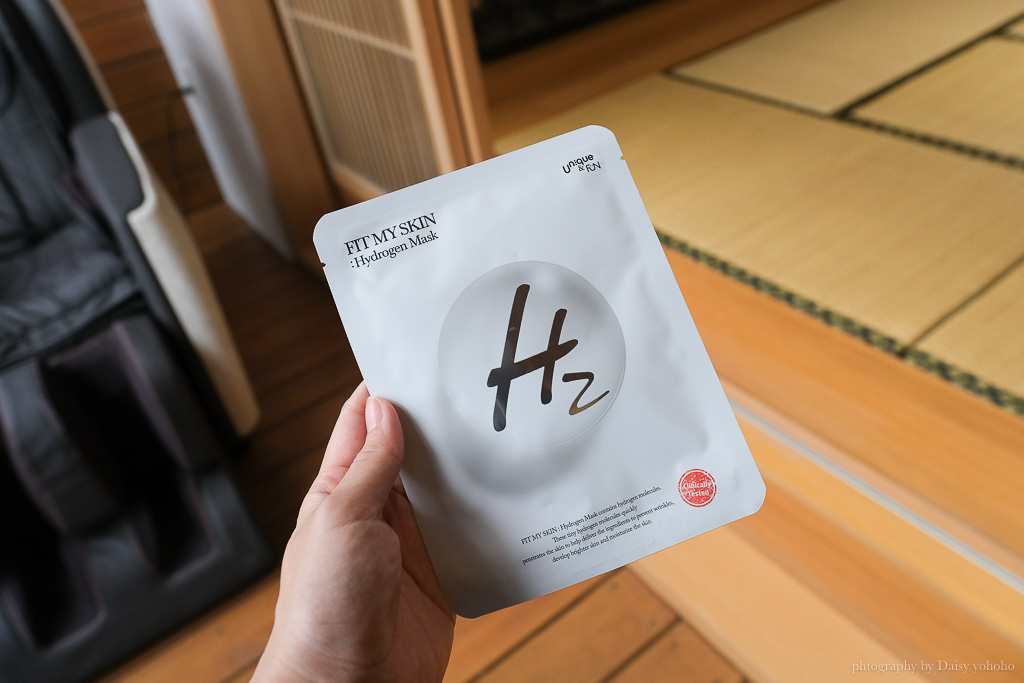 Unique
& FUN
FIT MY SKIN
:Hydrogen Mask
H2
Clinically
Tested
FIT MY SKIN : Hydrogen Mask contains hydrogen molecules.
These tiny hydrogen molecules quickly
penetrates the skin to help deliver the ingredients to prevent wrinkles,
develop brighter skin and moisturize the skin.
photography by Daisy yohoho